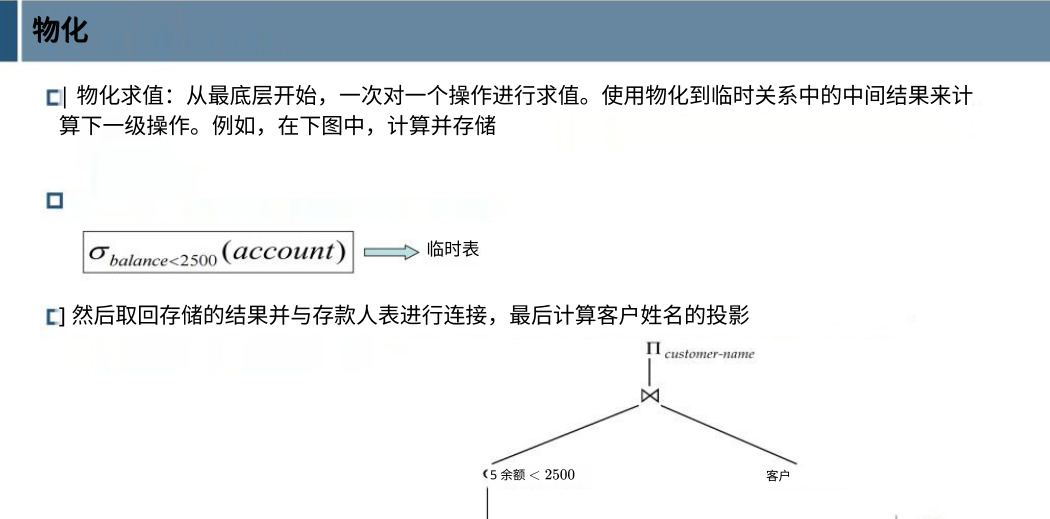 物化
| 物化求值：从最底层开始，一次对一个操作进行求值。使用物化到临时关系中的中间结果来计
算下一级操作。例如，在下图中，计算并存储
σ balance<2500 (account)
临时表
] 然后取回存储的结果并与存款人表进行连接，最后计算客户姓名的投影
Π customer-name
⋈
5 余额 < 2500
客户